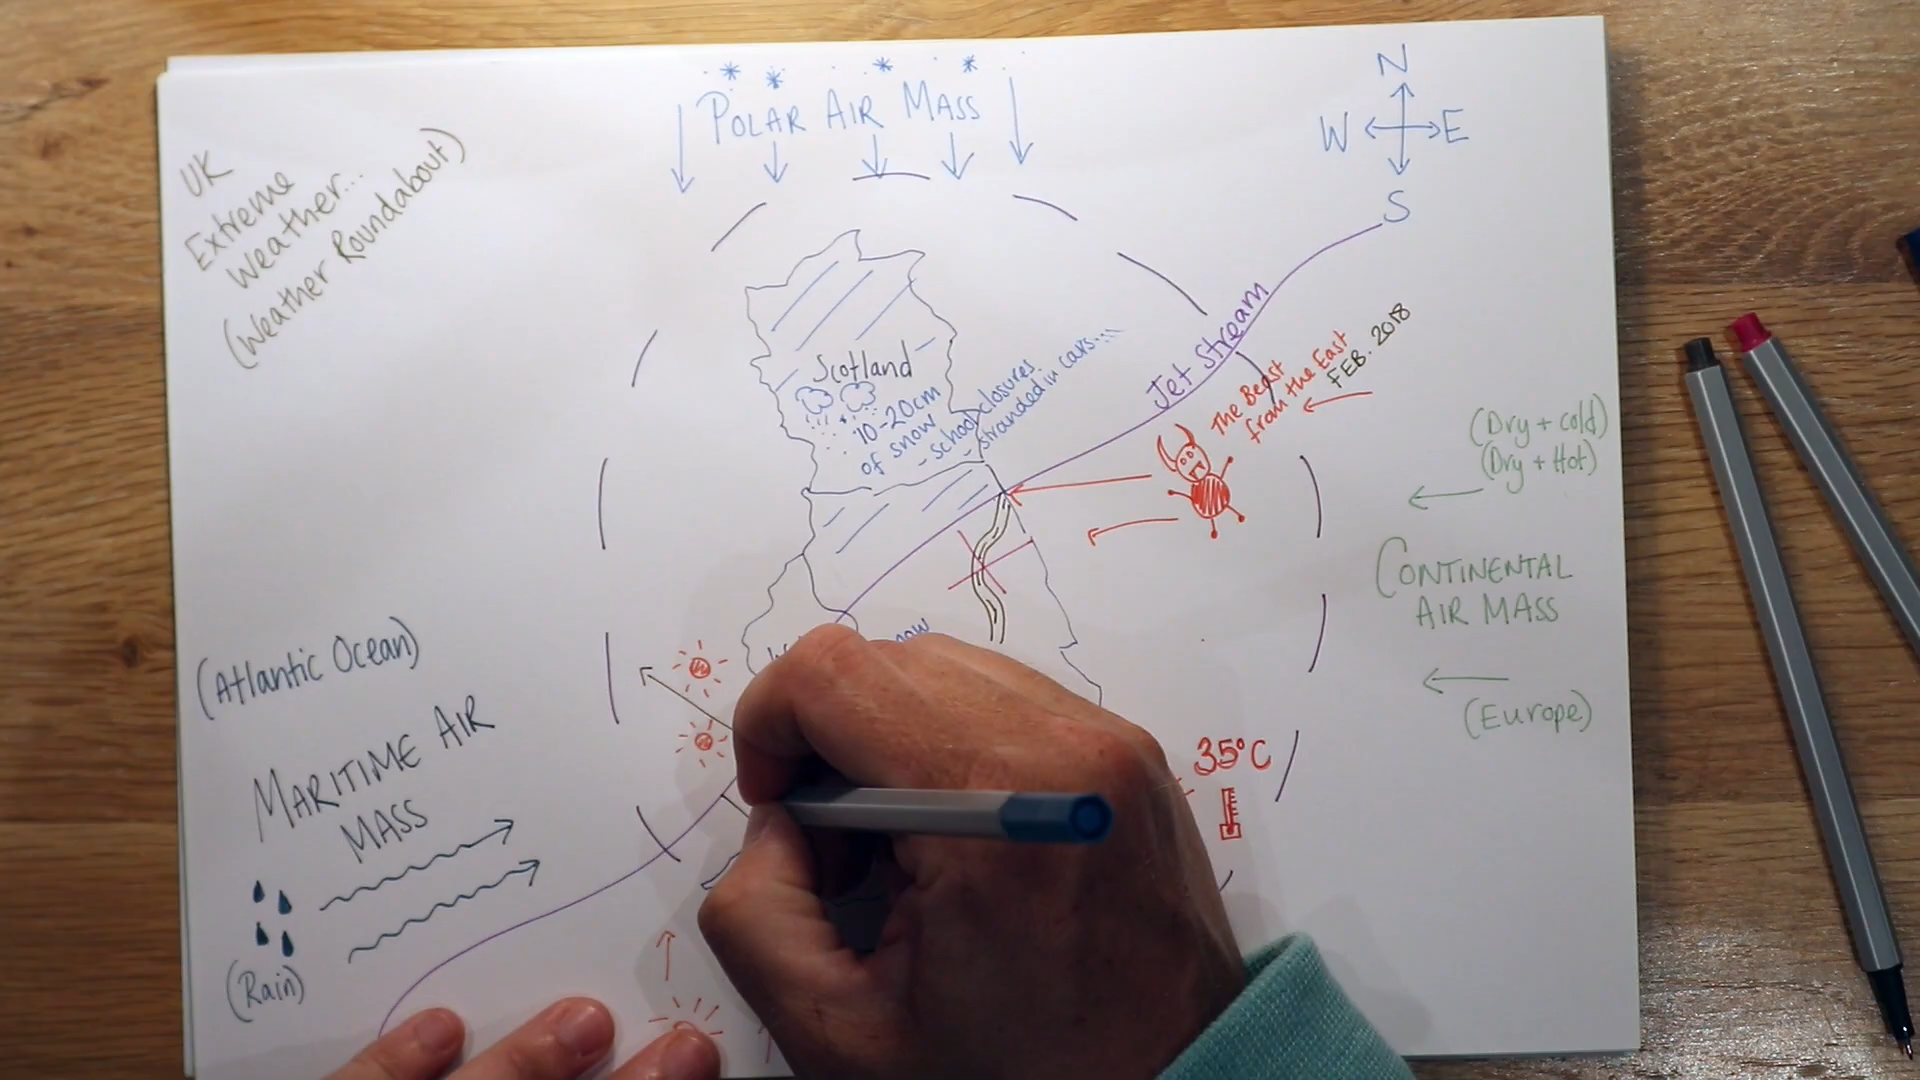 POLAR AIR MASS
N
W E
S
UK
Extreme
Weather...
(Weather Roundabout)
Jet Stream
The Beast
from the East
FEB. 2018
Scotland
10-20cm
of snow
- school closures
- stranded in cars....
(Dry + cold)
(Dry + Hot)
CONTINENTAL
AIR MASS
(Europe)
(Atlantic Ocean)
MARITIME AIR
MASS
(Rain)
35°C